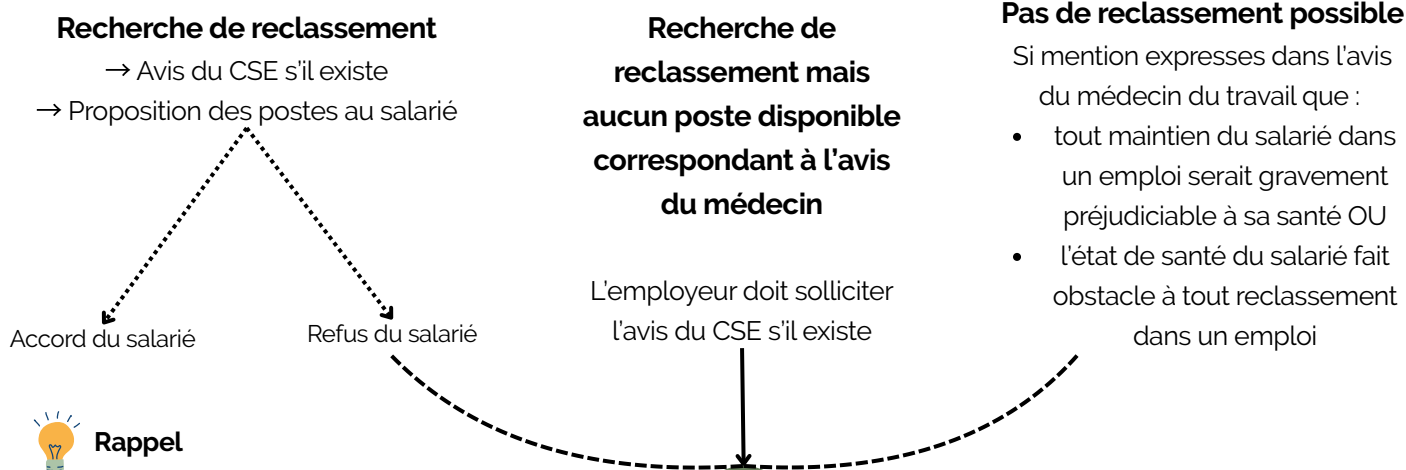 Recherche de reclassement
→ Avis du CSE s'il existe
→ Proposition des postes au salarié
Accord du salarié
Refus du salarié
Recherche de
reclassement mais
aucun poste disponible
correspondant à l'avis
du médecin
L'employeur doit solliciter
l'avis du CSE s'il existe
Pas de reclassement possible
Si mention expresses dans l'avis
du médecin du travail que :
• tout maintien du salarié dans
un emploi serait gravement
préjudiciable à sa santé OU
• l'état de santé du salarié fait
obstacle à tout reclassement
dans un emploi
Rappel